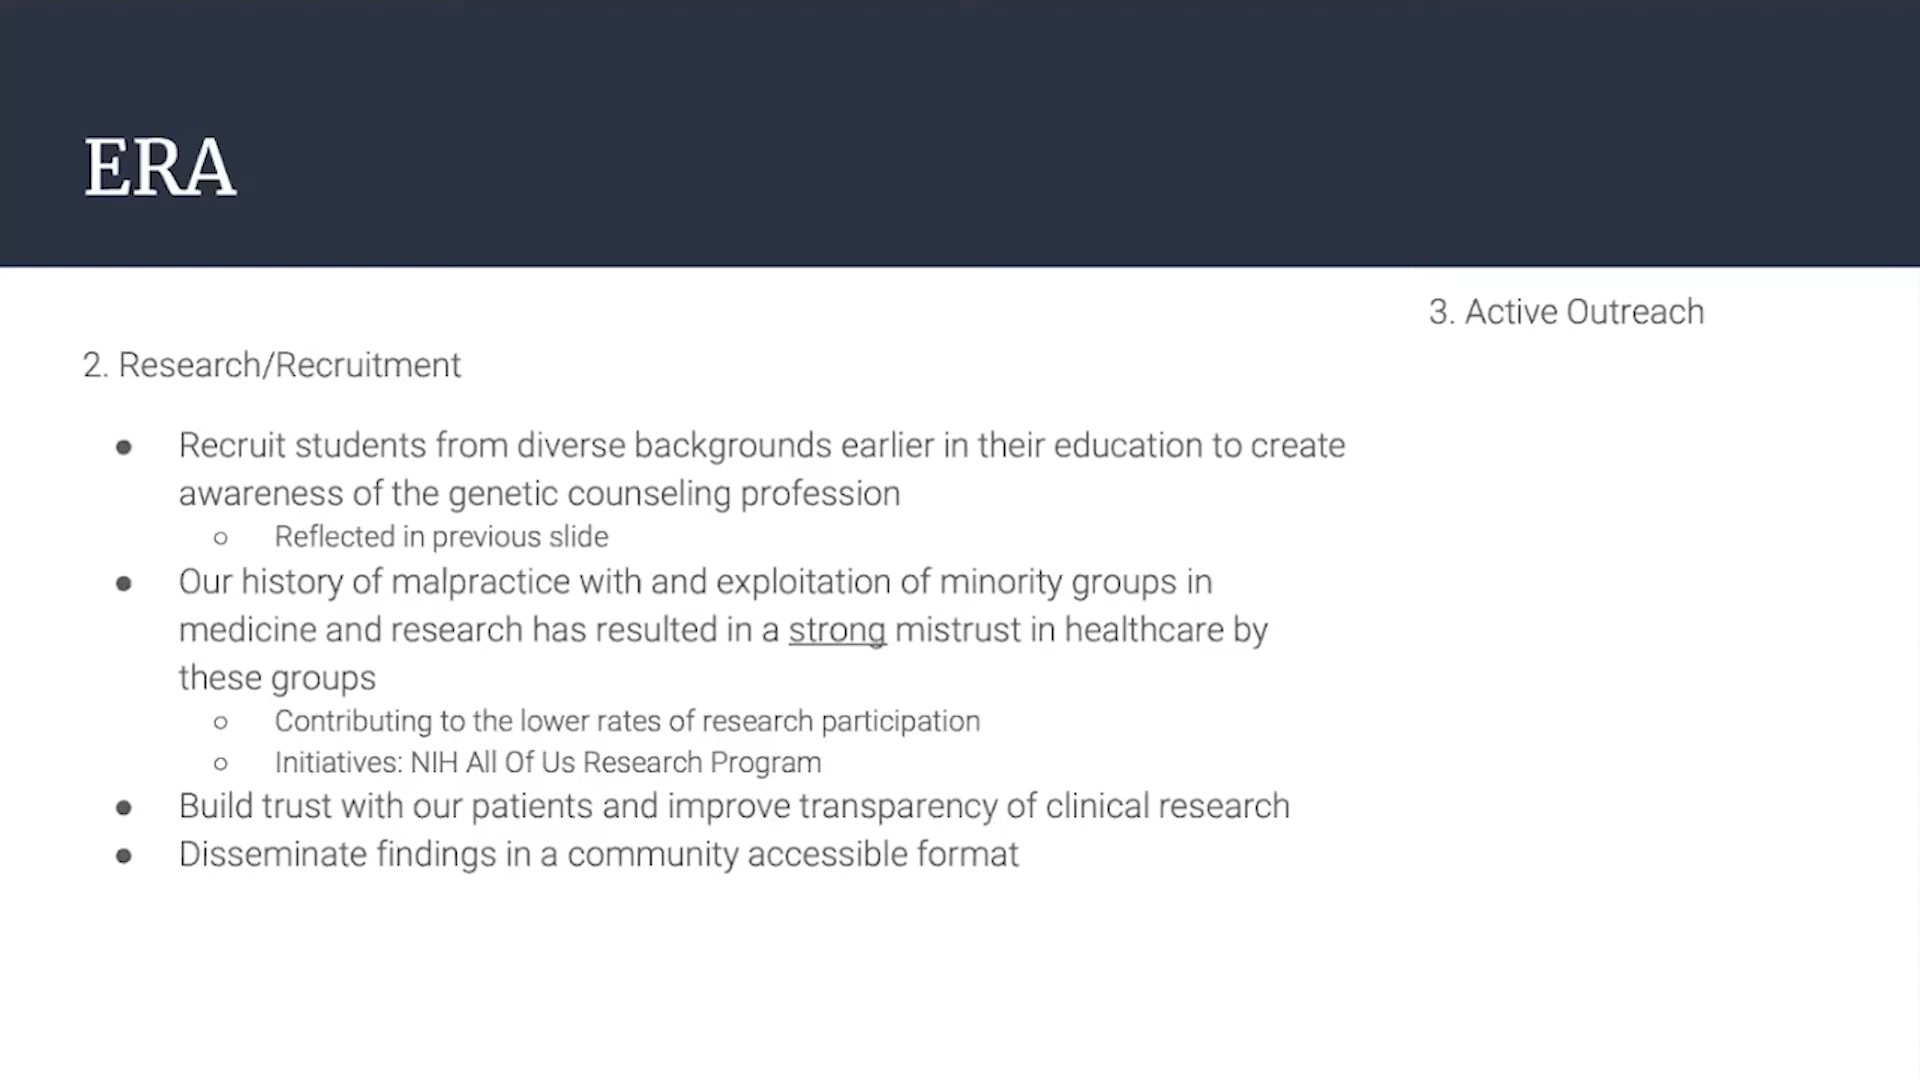 ERA
2. Research/Recruitment
● Recruit students from diverse backgrounds earlier in their education to create
awareness of the genetic counseling profession
○ Reflected in previous slide
● Our history of malpractice with and exploitation of minority groups in
medicine and research has resulted in a strong mistrust in healthcare by
these groups
○ Contributing to the lower rates of research participation
○ Initiatives: NIH All Of Us Research Program
● Build trust with our patients and improve transparency of clinical research
● Disseminate findings in a community accessible format
3. Active Outreach